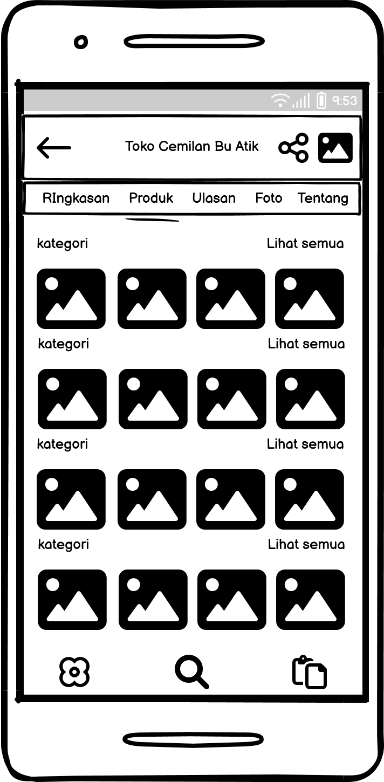 9:53
Toko Cemilan Bu Atik
RIngkasan Produk Ulasan Foto Tentang
kategori Lihat semua
kategori Lihat semua
kategori Lihat semua
kategori Lihat semua